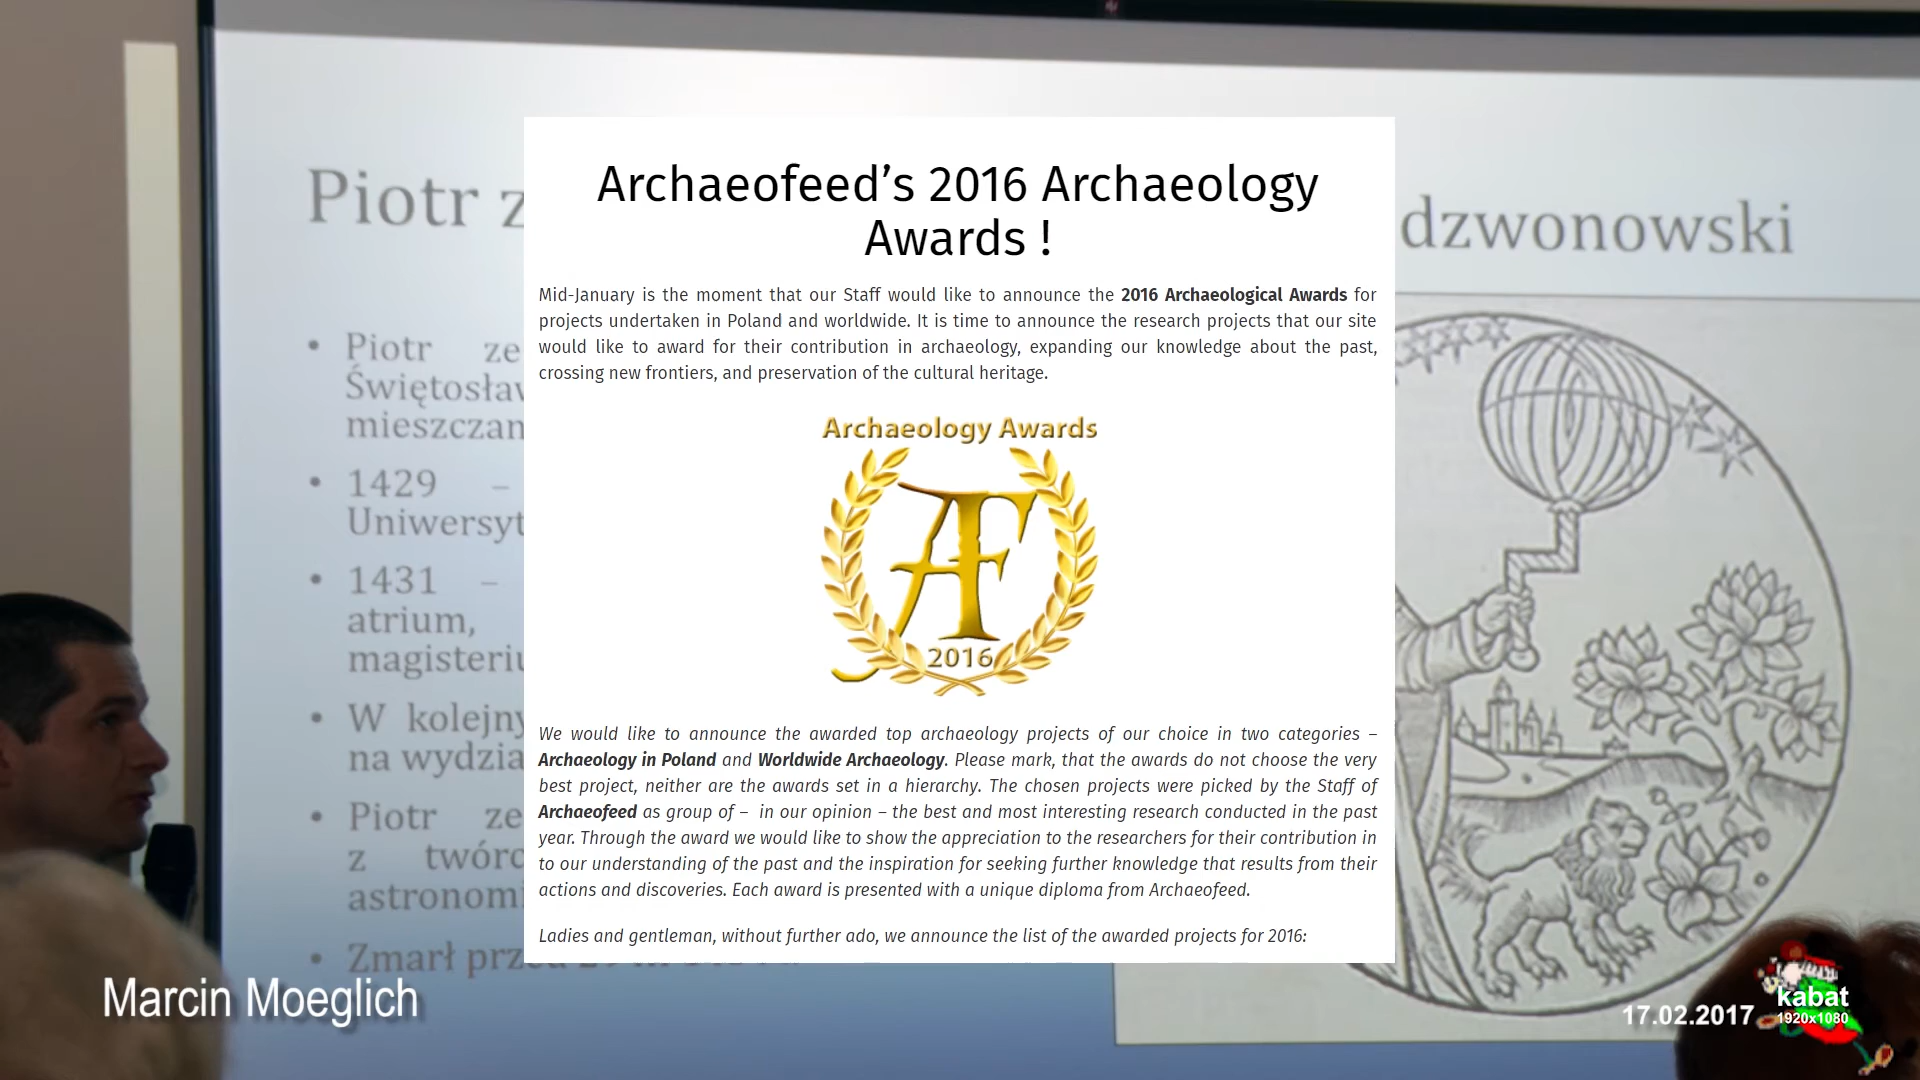 Archaeofeed’s 2016 Archaeology
Awards !
Mid-January is the moment that our Staff would like to announce the 2016 Archaeological Awards for
projects undertaken in Poland and worldwide. It is time to announce the research projects that our site
would like to award for their contribution in archaeology, expanding our knowledge about the past,
crossing new frontiers, and preservation of the cultural heritage.
Archaeology Awards
AF
2016
We would like to announce the awarded top archaeology projects of our choice in two categories –
Archaeology in Poland and Worldwide Archaeology. Please mark, that the awards do not choose the very
best project, neither are the awards set in a hierarchy. The chosen projects were picked by the Staff of
Archaeofeed as group of – in our opinion – the best and most interesting research conducted in the past
year. Through the award we would like to show the appreciation to the researchers for their contribution in
to our understanding of the past and the inspiration for seeking further knowledge that results from their
actions and discoveries. Each award is presented with a unique diploma from Archaeofeed.
Ladies and gentleman, without further ado, we announce the list of the awarded projects for 2016:
Piotr z
dzwonowski
• Piotr ze
Świętosław
mieszczan
• 1429 –
Uniwersyt
• 1431 –
atrium,
magisteriu
• W kolejny
na wydzia
• Piotr ze
z twórc
astronomi
• Zmarł
Marcin Moeglich
17.02.2017
kabat
1920x1080